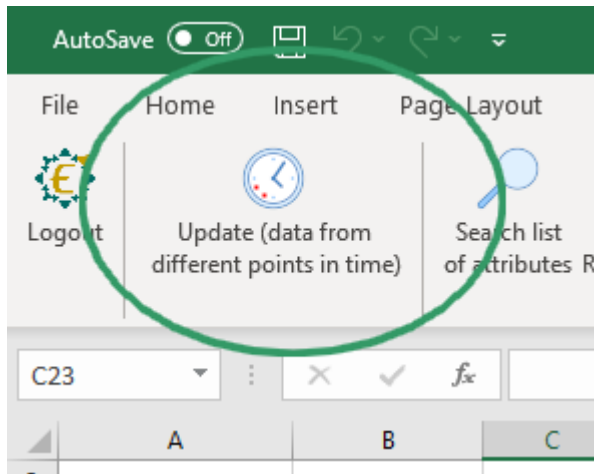 AutoSave Off
File Home Insert Page Layout
Logout
Update (data from
different points in time)
Search list
of attributes R
C23 fx
A B C